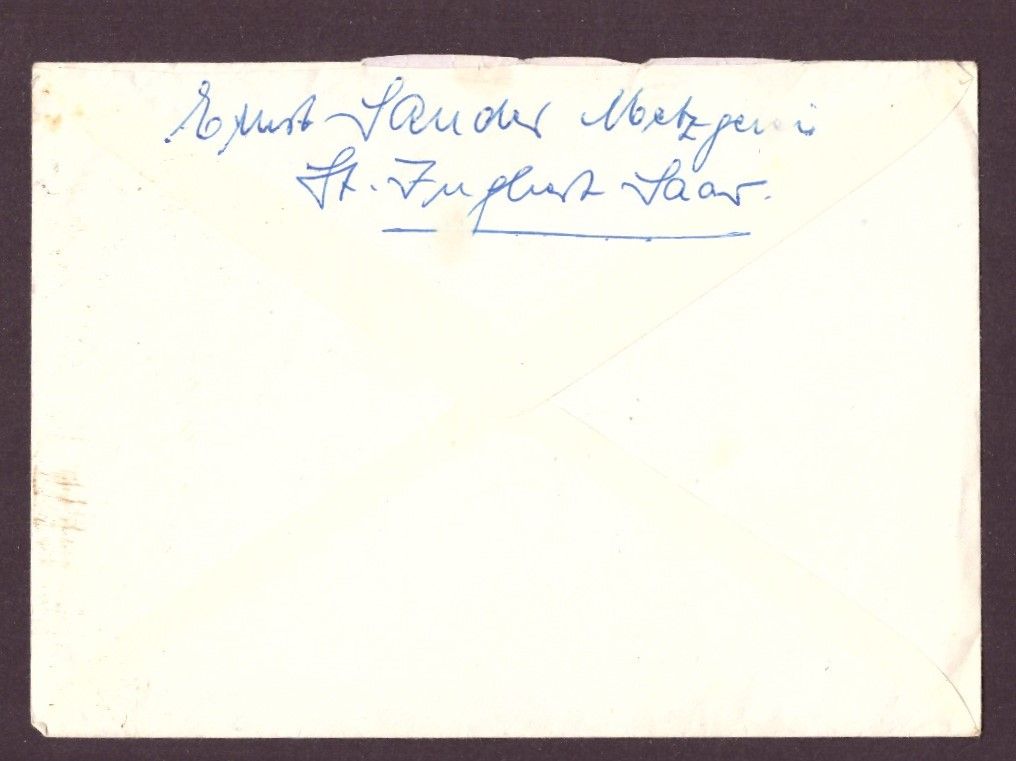 Ernst Sander Metzgerei
St. Ingbert Saar.